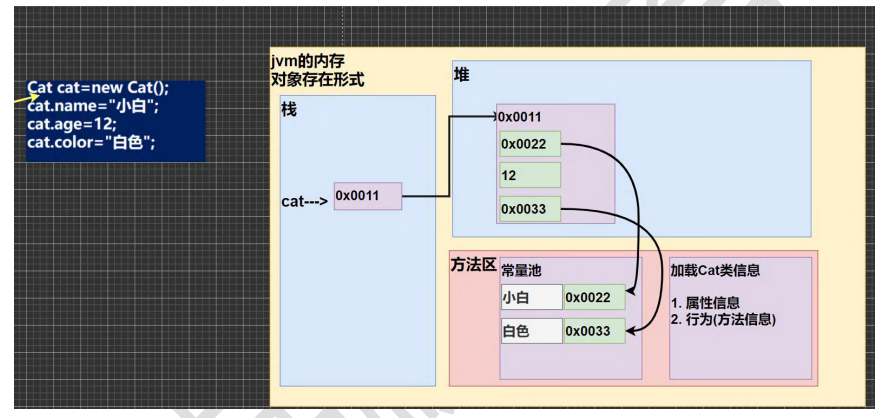 Cat cat=new Cat();
cat.name="小白";
cat.age=12;
cat.color="白色";
jvm的内存
对象存在形式
栈
cat---> 0x0011
堆
0x0011
0x0022
12
0x0033
方法区
常量池
小白 0x0022
白色 0x0033
加载Cat类信息
1. 属性信息
2. 行为(方法信息)